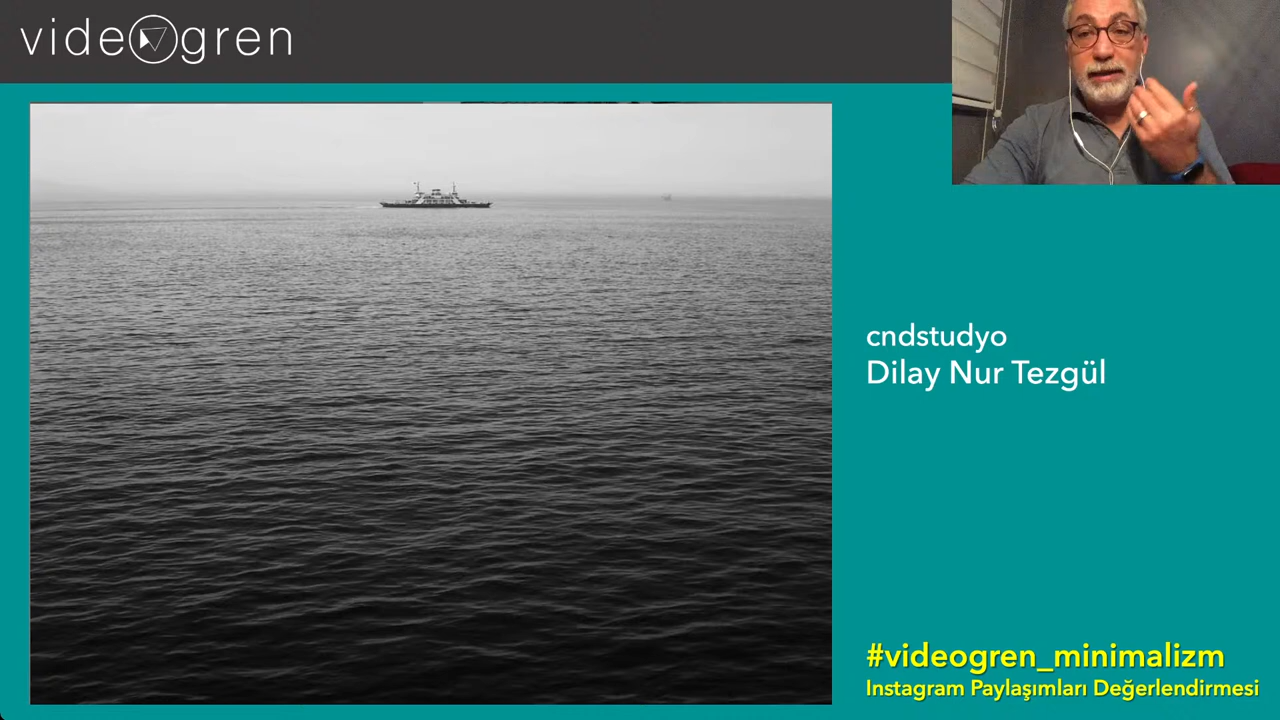 videogren
cndstudyo
Dilay Nur Tezgül
#videogren_minimalizm
Instagram Paylaşımları Değerlendirmesi